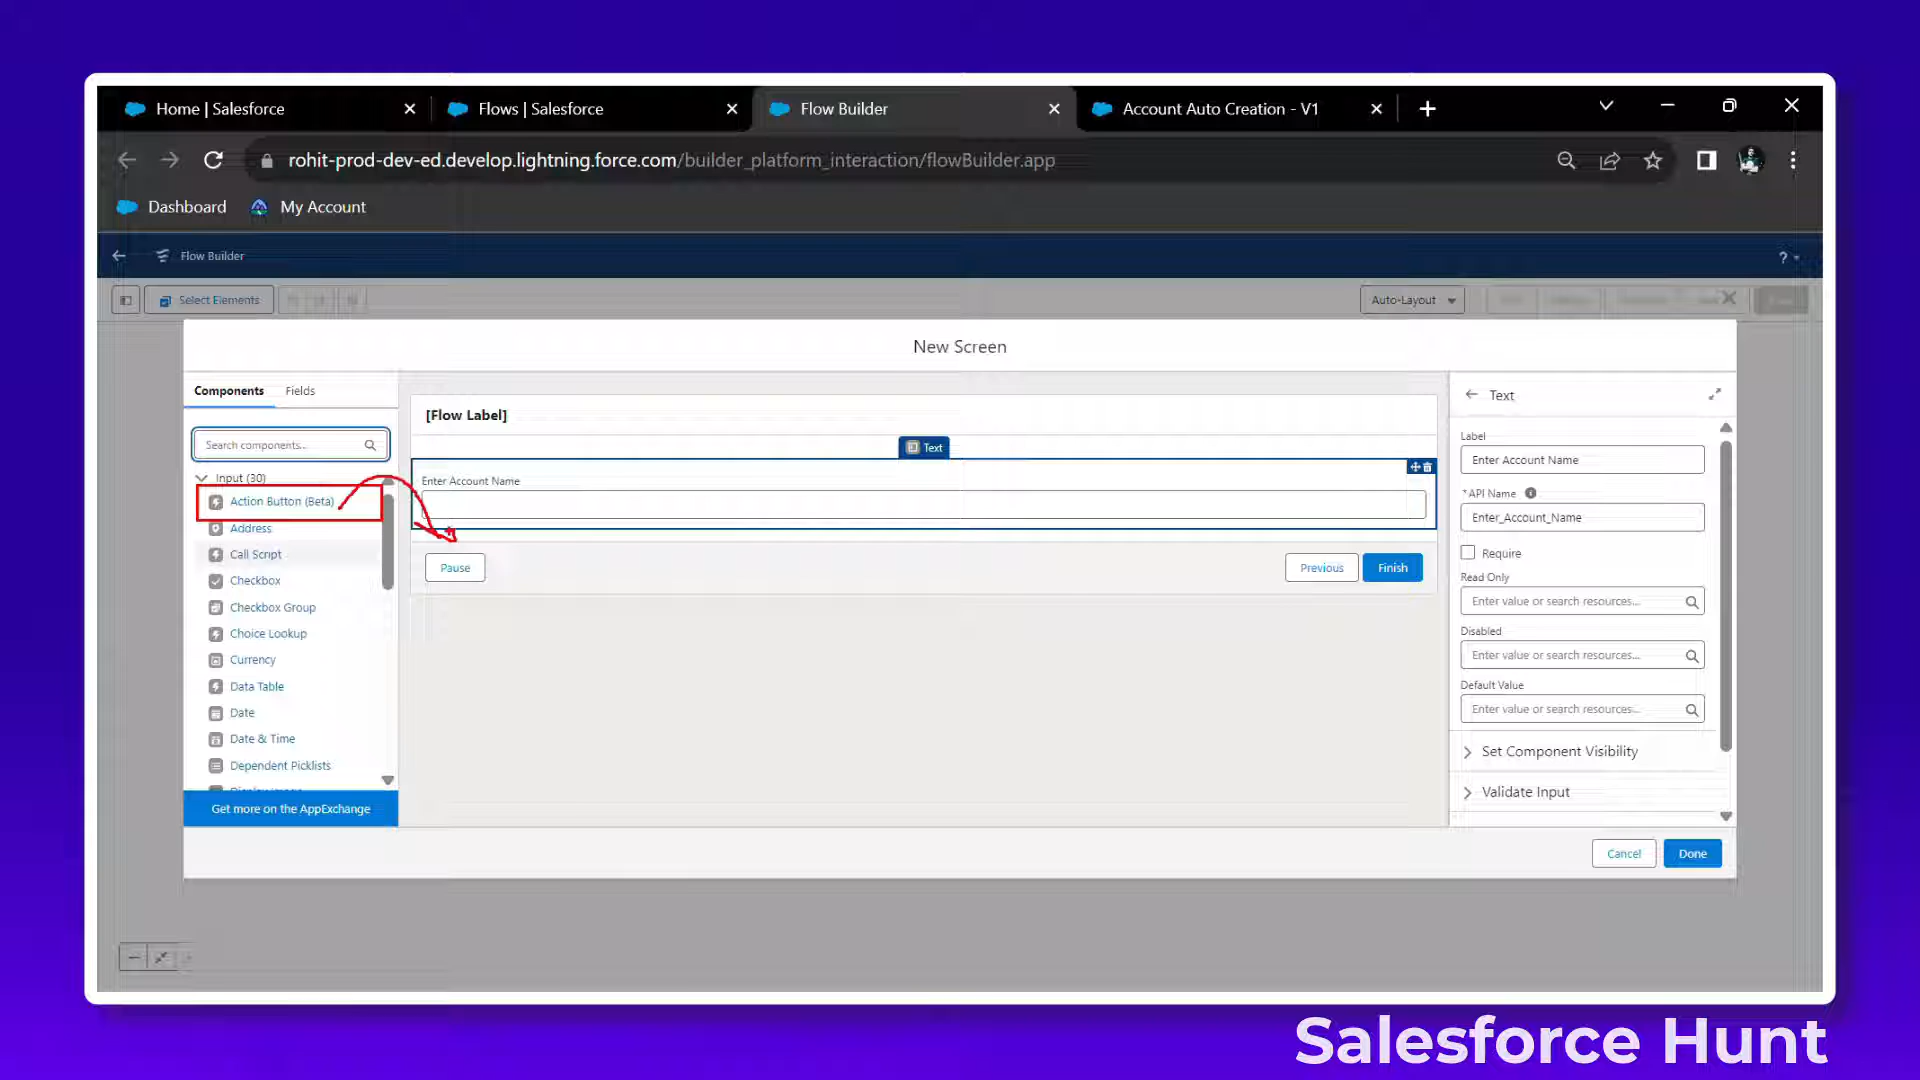 Home | Salesforce
Flows | Salesforce
Flow Builder
Account Auto Creation - V1
rohit-prod-dev-ed.develop.lightning.force.com/builder_platform_interaction/flowBuilder.app
Dashboard
My Account
Flow Builder
?
Select Elements
Auto-Layout
New Screen
Components
Fields
Search components...
Input (30)
Action Button (Beta)
Address
Call Script
Checkbox
Checkbox Group
Choice Lookup
Currency
Data Table
Date
Date & Time
Dependent Picklists
Get more on the AppExchange
[Flow Label]
Text
Enter Account Name
Pause
Previous
Finish
Text
Label
Enter Account Name
*API Name
Enter_Account_Name
Require
Read Only
Enter value or search resources...
Disabled
Enter value or search resources...
Default Value
Enter value or search resources...
Set Component Visibility
Validate Input
Cancel
Done
Salesforce Hunt